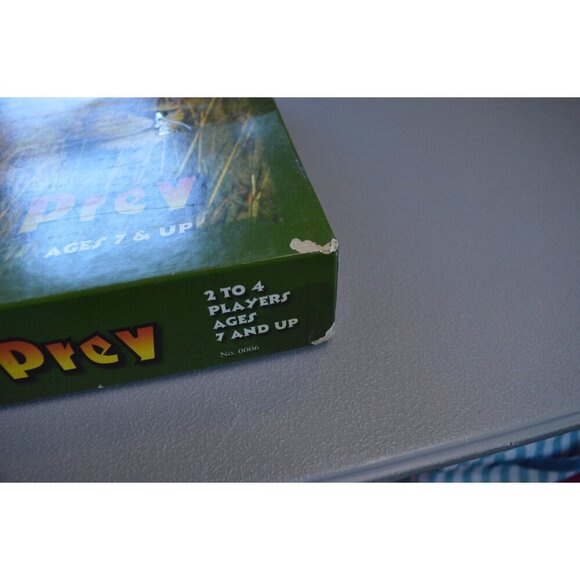 Prey
AGES 7 & UP
Prey
2 TO 4
PLAYERS
AGES
7 AND UP
No. 0006